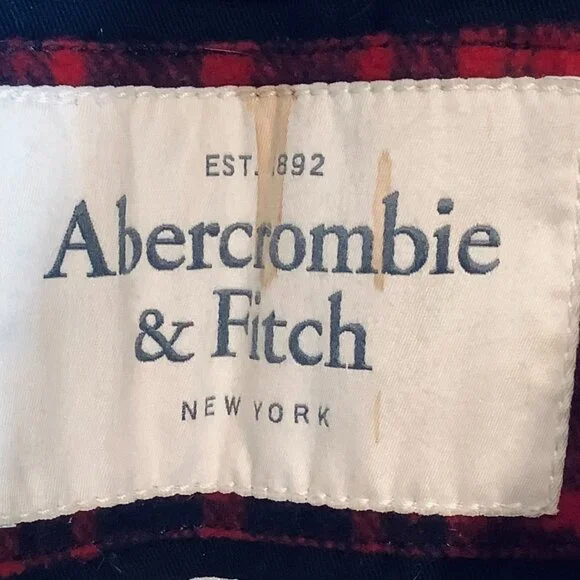 EST. 1892
Abercrombie
& Fitch
NEW YORK